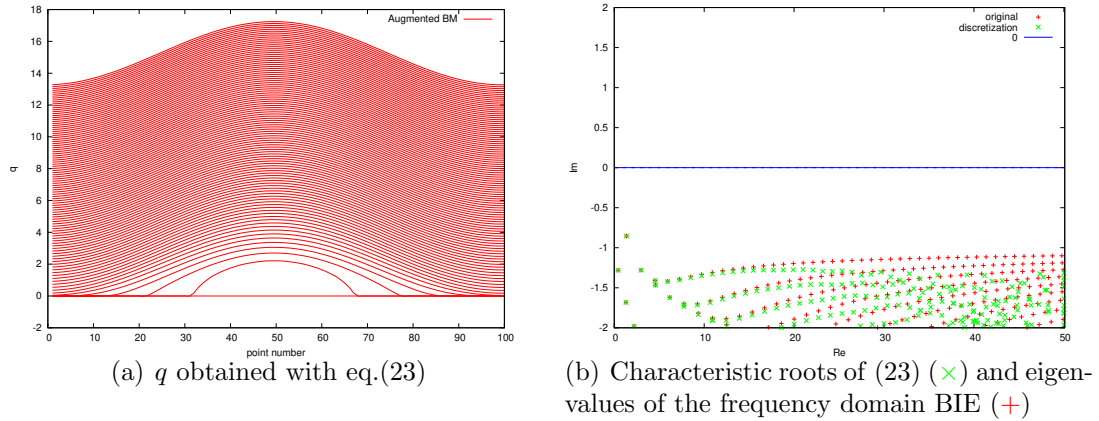 18
16
14
12
10
8
6
4
2
0
-2
q
Augmented BM
0 10 20 30 40 50 60 70 80 90 100
point number
(a) q obtained with eq.(23)
2
1.5
1
0.5
0
-0.5
-1
-1.5
-2
Im
original
discretization
0
0 10 20 30 40 50
Re
(b) Characteristic roots of (23) (×) and eigen-
values of the frequency domain BIE (+)